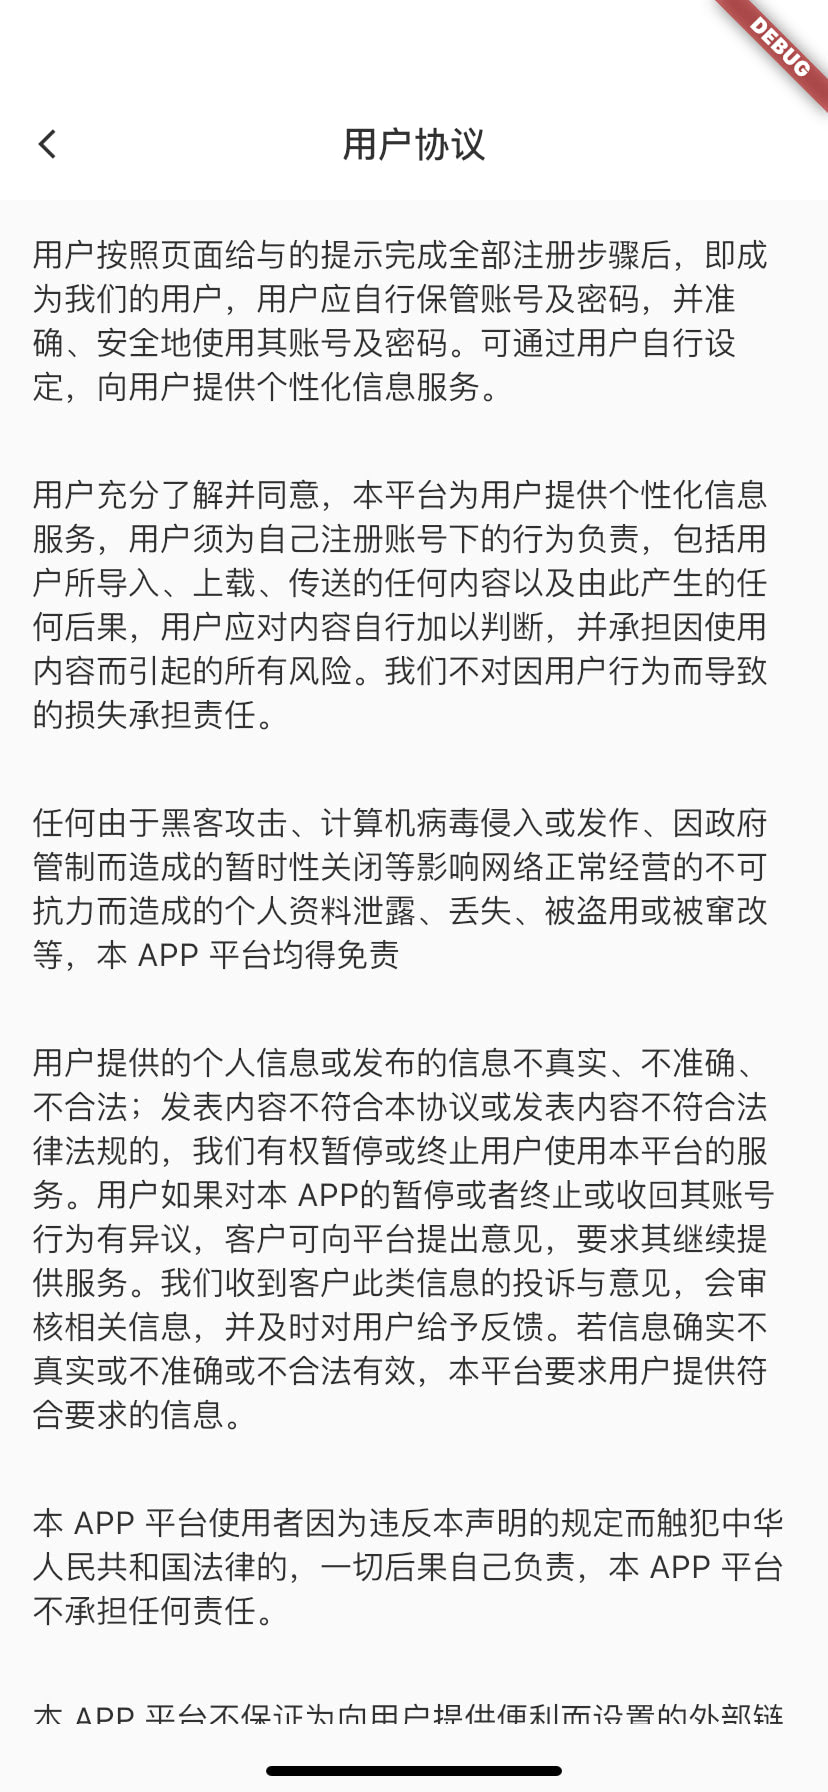 DEBUG
用户协议
用户按照页面给与的提示完成全部注册步骤后，即成
为我们的用户，用户应自行保管账号及密码，并准
确、安全地使用其账号及密码。可通过用户自行设
定，向用户提供个性化信息服务。
用户充分了解并同意，本平台为用户提供个性化信息
服务，用户须为自己注册账号下的行为负责，包括用
户所导入、上载、传送的任何内容以及由此产生的任
何后果，用户应对内容自行加以判断，并承担因使用
内容而引起的所有风险。我们不对因用户行为而导致
的损失承担责任。
任何由于黑客攻击、计算机病毒侵入或发作、因政府
管制而造成的暂时性关闭等影响网络正常经营的不可
抗力而造成的个人资料泄露、丢失、被盗用或被窜改
等，本 APP 平台均得免责
用户提供的个人信息或发布的信息不真实、不准确、
不合法；发表内容不符合本协议或发表内容不符合法
律法规的，我们有权暂停或终止用户使用本平台的服
务。用户如果对本 APP的暂停或者终止或收回其账号
行为有异议，客户可向平台提出意见，要求其继续提
供服务。我们收到客户此类信息的投诉与意见，会审
核相关信息，并及时对用户给予反馈。若信息确实不
真实或不准确或不合法有效，本平台要求用户提供符
合要求的信息。
本 APP 平台使用者因为违反本声明的规定而触犯中华
人民共和国法律的，一切后果自己负责，本 APP 平台
不承担任何责任。
本 APP 平台不保证为向用户提供便利而设置的外部链